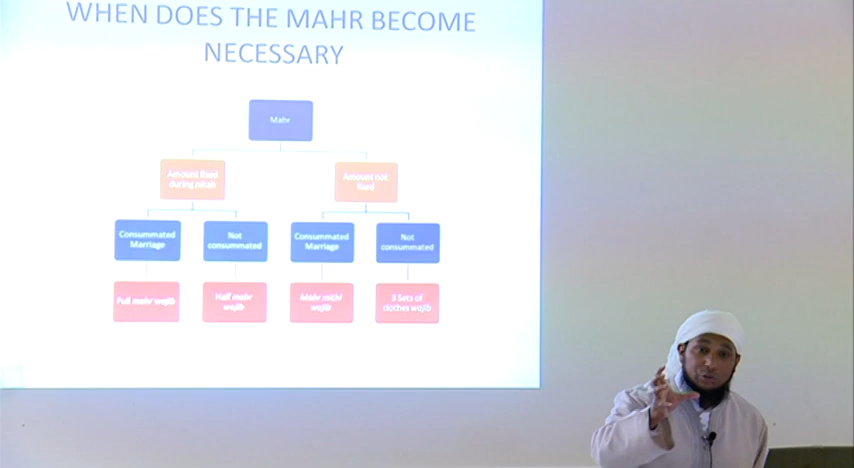 WHEN DOES THE MAHR BECOME
NECESSARY
Mahr
Amount fixed
during nikah
Amount not
fixed
Consummated
Marriage
Not
consummated
Consummated
Marriage
Not
consummated
Full mahr wajib
Half mahr
wajib
Mahr mithl
wajib
3 Sets of
clothes wajib